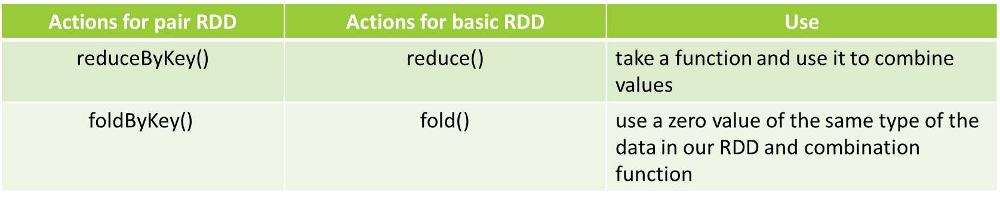 Actions for pair RDD
Actions for basic RDD
Use
reduceByKey()
reduce()
take a function and use it to combine
values
foldByKey()
fold()
use a zero value of the same type of the
data in our RDD and combination
function